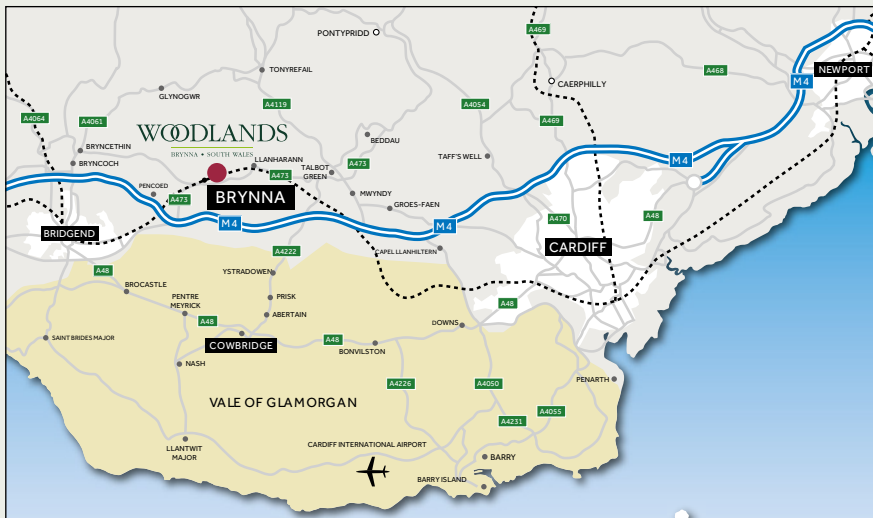 A469
PONTYPRIDD
NEWPORT
TONYREFAIL
A468
M4
CAERPHILLY
GLYNOGWR
A4119
A4054
A4064
A4061
A469
WOODLANDS
BRYNNA • SOUTH WALES
BEDDAU
BRYNCETHIN
BRYNCOCH
LLANHARANN
TALBOT
GREEN
A473
TAFF'S WELL
M4
A473
PENCOED
A473
BRYNNA
MWYNDY
GROES-FAEN
A470
A48
M4
M4
BRIDGEND
CARDIFF
A4222
CAPEL LLANHILTERN
A48
YSTRADOWEN
BROCASTLE
PENTRE
MEYRICK
PRISK
A48
ABERTAIN
A48
DOWNS
SAINT BRIDES MAJOR
COWBRIDGE
A48
BONVILSTON
NASH
A4226
A4050
PENARTH
VALE OF GLAMORGAN
A4055
A4231
LLANTWIT
MAJOR
CARDIFF INTERNATIONAL AIRPORT
BARRY
BARRY ISLAND